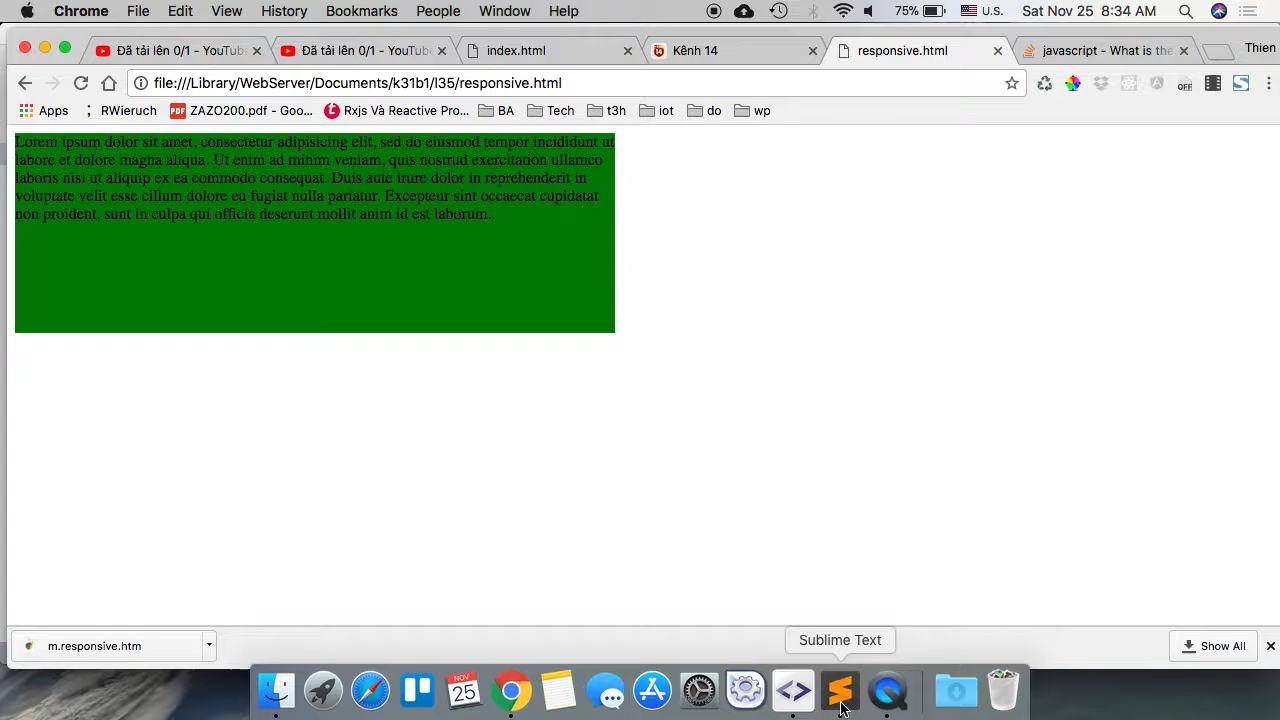 Chrome File Edit View History Bookmarks People Window Help 75% U.S. Sat Nov 25 8:34 AM
Đã tải lên 0/1 - YouTub Đã tải lên 0/1 - YouTub index.html Kênh 14 responsive.html javascript - What is the Thien
file:///Library/WebServer/Documents/k31b1/l35/responsive.html OFF
Apps RWieruch PDF ZAZO200.pdf - Goo... Rxjs Và Reactive Pro... BA Tech t3h iot do wp
Lorem ipsum dolor sit amet, consectetur adipisicing elit, sed do eiusmod tempor incididunt ut
labore et dolore magna aliqua. Ut enim ad minim veniam, quis nostrud exercitation ullamco
laboris nisi ut aliquip ex ea commodo consequat. Duis aute irure dolor in reprehenderit in
voluptate velit esse cillum dolore eu fugiat nulla pariatur. Excepteur sint occaecat cupidatat
non proident, sunt in culpa qui officia deserunt mollit anim id est laborum.
Sublime Text
m.responsive.htm Show All
NOV
25